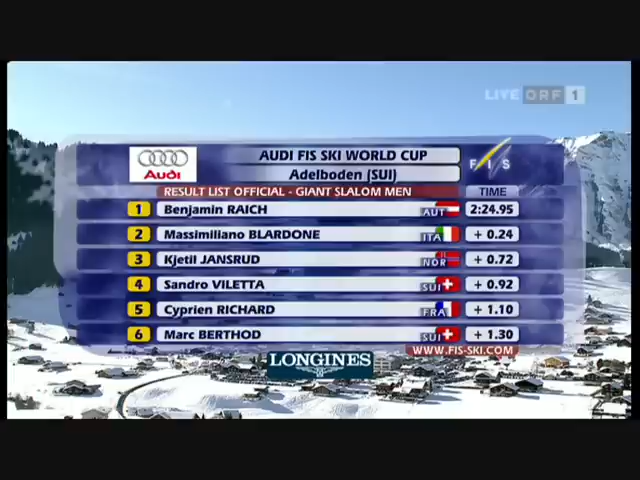 LIVE ORF 1
AUDI FIS SKI WORLD CUP
Audi
Adelboden (SUI)
FIS
RESULT LIST OFFICIAL - GIANT SLALOM MEN TIME
1 Benjamin RAICH AUT 2:24.95
2 Massimiliano BLARDONE ITA + 0.24
3 Kjetil JANSRUD NOR + 0.72
4 Sandro VILETTA SUI + 0.92
5 Cyprien RICHARD FRA + 1.10
6 Marc BERTHOD SUI + 1.30
WWW.FIS-SKI.COM
LONGINES